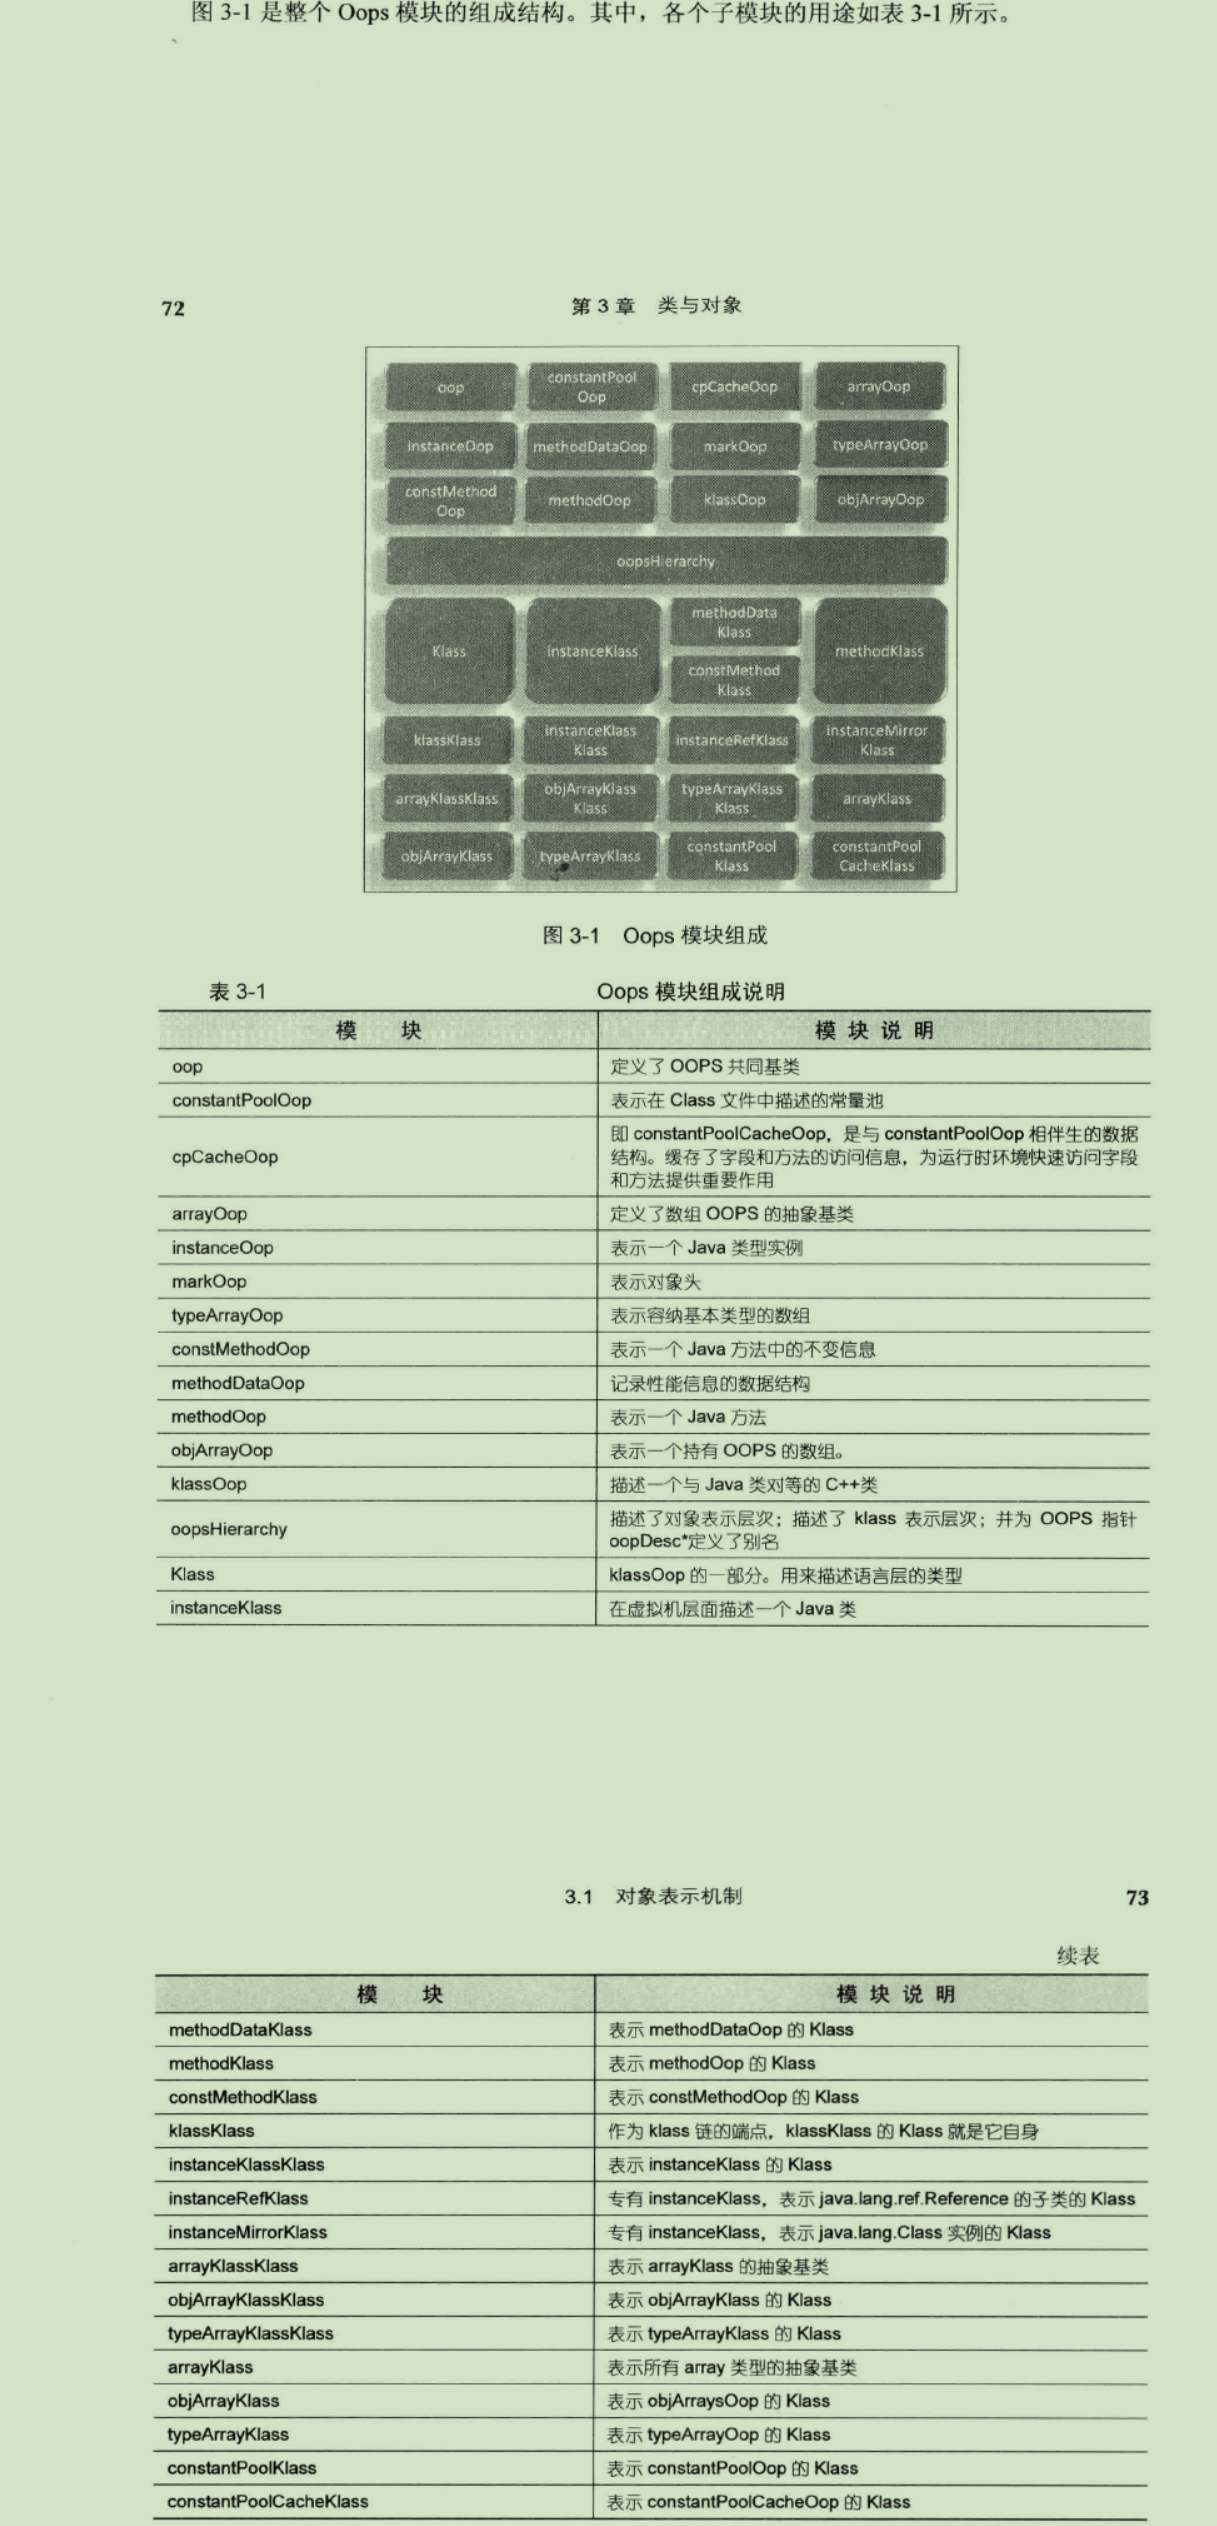 图 3-1 是整个 Oops 模块的组成结构。其中，各个子模块的用途如表 3-1 所示。
72 第 3 章 类与对象
oop constantPool Oop cpCacheOop arrayOop
instanceOop methodDataOop markOop typeArrayOop
constMethod Oop methodOop klassOop objArrayOop
oopsHierarchy
Klass instanceKlass methodData Klass constMethod Klass methodKlass
klassKlass instanceKlass Klass instanceRefKlass instanceMirror Klass
arrayKlassKlass objArrayKlass Klass typeArrayKlass Klass arrayKlass
objArrayKlass typeArrayKlass constantPool Klass constantPool CacheKlass
图 3-1 Oops 模块组成
表 3-1 Oops 模块组成说明
模 块 模 块 说 明
oop 定义了 OOPS 共同基类
constantPoolOop 表示在 Class 文件中描述的常量池
cpCacheOop 即 constantPoolCacheOop，是与 constantPoolOop 相伴生的数据
结构。缓存了字段和方法的访问信息，为运行时环境快速访问字段
和方法提供重要作用
arrayOop 定义了数组 OOPS 的抽象基类
instanceOop 表示一个 Java 类型实例
markOop 表示对象头
typeArrayOop 表示容纳基本类型的数组
constMethodOop 表示一个 Java 方法中的不变信息
methodDataOop 记录性能信息的数据结构
methodOop 表示一个 Java 方法
objArrayOop 表示一个持有 OOPS 的数组。
klassOop 描述一个与 Java 类对等的 C++类
oopsHierarchy 描述了对象表示层次；描述了 klass 表示层次；并为 OOPS 指针
oopDesc*定义了别名
Klass klassOop 的一部分。用来描述语言层的类型
instanceKlass 在虚拟机层面描述一个 Java 类
3.1 对象表示机制 73
续表
模 块 模 块 说 明
methodDataKlass 表示 methodDataOop 的 Klass
methodKlass 表示 methodOop 的 Klass
constMethodKlass 表示 constMethodOop 的 Klass
klassKlass 作为 klass 链的端点，klassKlass 的 Klass 就是它自身
instanceKlassKlass 表示 instanceKlass 的 Klass
instanceRefKlass 专有 instanceKlass，表示 java.lang.ref.Reference 的子类的 Klass
instanceMirrorKlass 专有 instanceKlass，表示 java.lang.Class 实例的 Klass
arrayKlassKlass 表示 arrayKlass 的抽象基类
objArrayKlassKlass 表示 objArrayKlass 的 Klass
typeArrayKlassKlass 表示 typeArrayKlass 的 Klass
arrayKlass 表示所有 array 类型的抽象基类
objArrayKlass 表示 objArraysOop 的 Klass
typeArrayKlass 表示 typeArrayOop 的 Klass
constantPoolKlass 表示 constantPoolOop 的 Klass
constantPoolCacheKlass 表示 constantPoolCacheOop 的 Klass